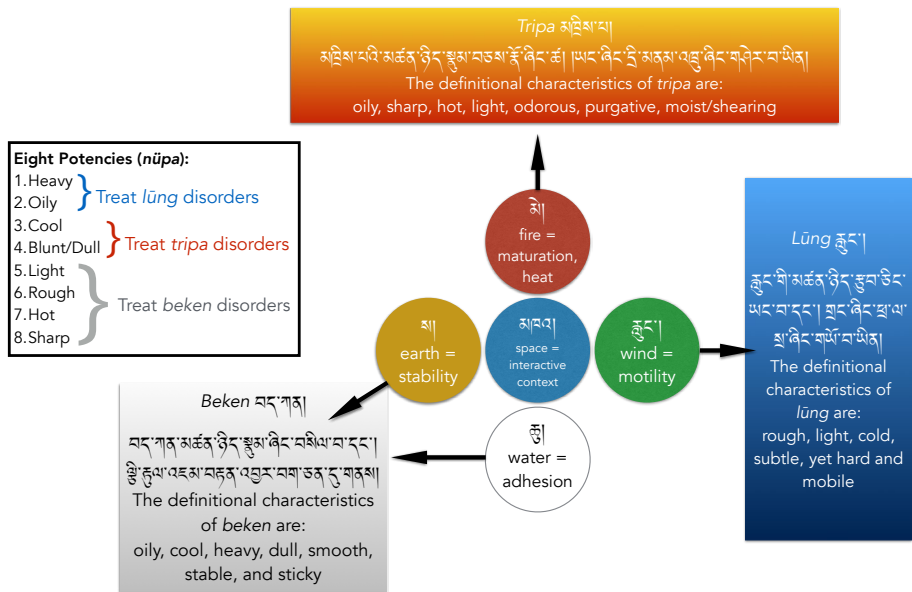 Tripa མཁྲིས་པ།
མཁྲིས་པའི་མཚན་ཉིད་སྣུམ་བཅས་རྣོ་ཞིང་ཚ། །ཡང་ཞིང་དྲི་མནམ་འཁྲུ་ཞིང་གཤེར་བ་ཡིན།
The definitional characteristics of tripa are:
oily, sharp, hot, light, odorous, purgative, moist/shearing
Eight Potencies (nüpa):
1.Heavy
2.Oily
Treat lūng disorders
3.Cool
4.Blunt/Dull
Treat tripa disorders
5.Light
6.Rough
7.Hot
8.Sharp
Treat beken disorders
མེ།
fire =
maturation,
heat
ས།
earth =
stability
མཁའ།
space =
interactive
context
རླུང་།
wind =
motility
ཆུ།
water =
adhesion
Lūng རླུང་།
རླུང་གི་མཚན་ཉིད་རྩུབ་ཅིང་
ཡང་བ་དང་། གྲང་ཞིང་ཕྲ་ལ་
སྲ་ཞིང་གཡོ་བ་ཡིན།
The definitional
characteristics of
lūng are:
rough, light, cold,
subtle, yet hard and
mobile
Beken བད་ཀན།
བད་ཀན་མཚན་ཉིད་སྣུམ་ཞིང་བསིལ་བ་དང་།
ལྕི་རྟུལ་འཇམ་བརྟན་འབྱར་བག་ཅན་དུ་གནས།
The definitional characteristics
of beken are:
oily, cool, heavy, dull, smooth,
stable, and sticky